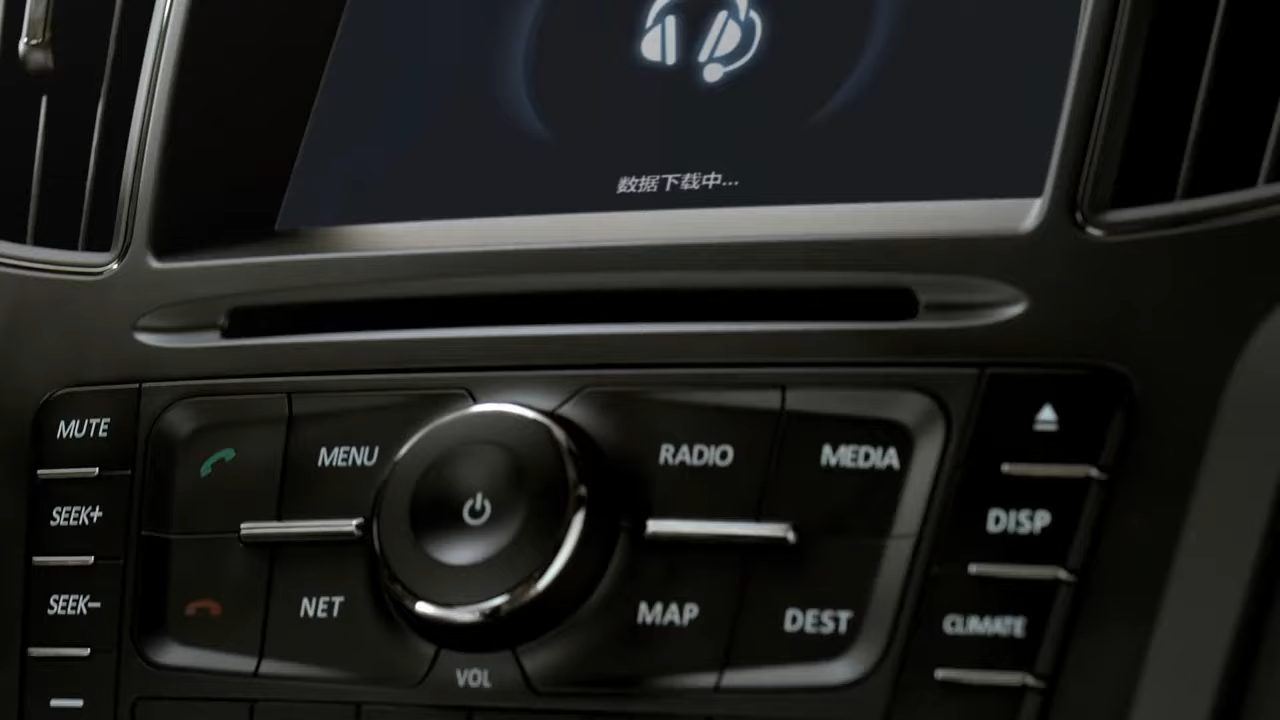 数据下载中...
MUTE
MENU
RADIO
MEDIA
SEEK+
DISP
SEEK-
NET
MAP
DEST
CLIMATE
VOL